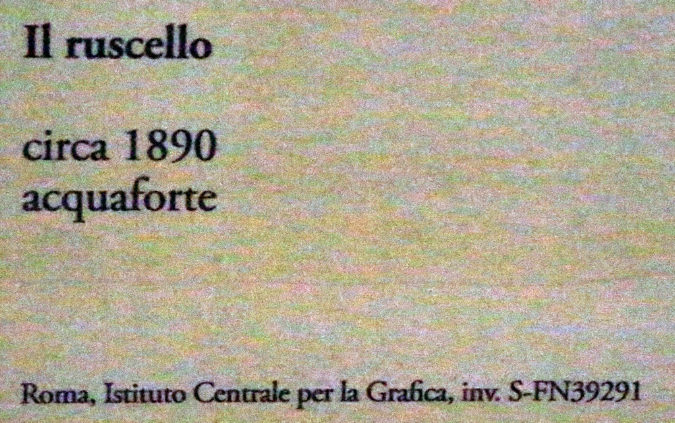 Il ruscello
circa 1890
acquaforte
Roma, Istituto Centrale per la Grafica, inv. S-FN39291